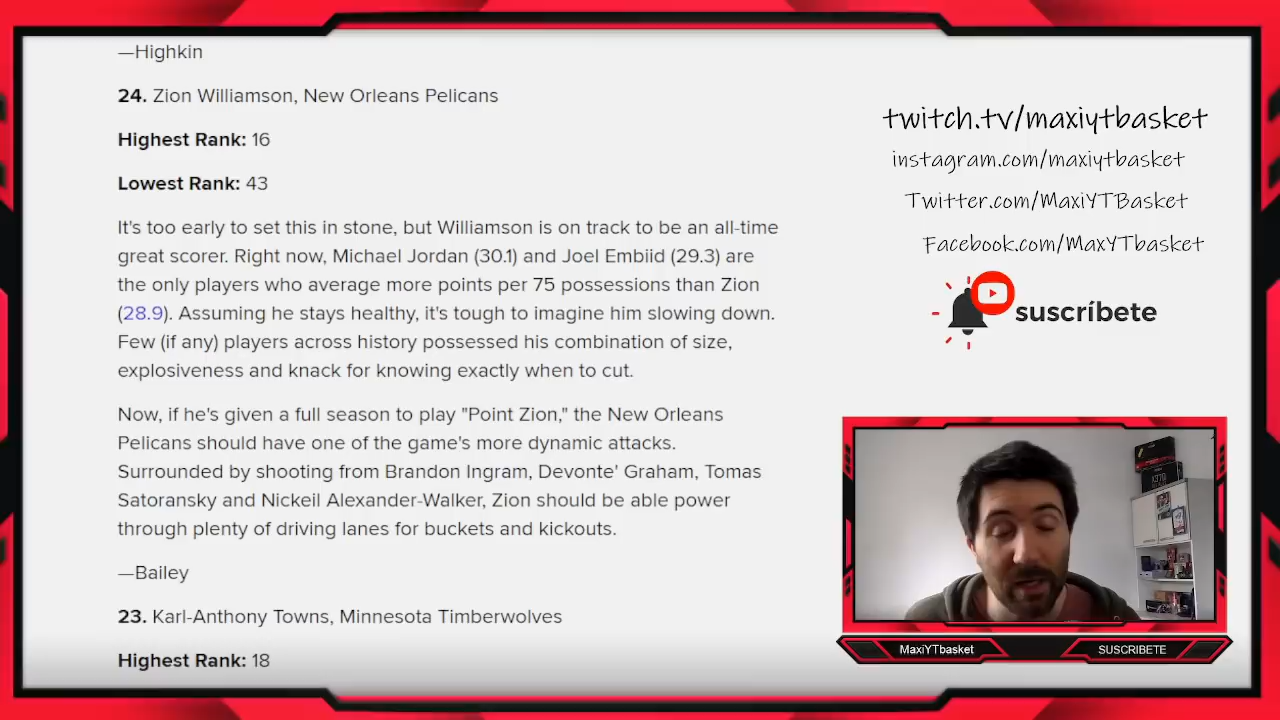 —Highkin
24. Zion Williamson, New Orleans Pelicans
Highest Rank: 16
Lowest Rank: 43
It's too early to set this in stone, but Williamson is on track to be an all-time
great scorer. Right now, Michael Jordan (30.1) and Joel Embiid (29.3) are
the only players who average more points per 75 possessions than Zion
(28.9). Assuming he stays healthy, it's tough to imagine him slowing down.
Few (if any) players across history possessed his combination of size,
explosiveness and knack for knowing exactly when to cut.
Now, if he's given a full season to play "Point Zion," the New Orleans
Pelicans should have one of the game's more dynamic attacks.
Surrounded by shooting from Brandon Ingram, Devonte' Graham, Tomas
Satoransky and Nickeil Alexander-Walker, Zion should be able power
through plenty of driving lanes for buckets and kickouts.
—Bailey
23. Karl-Anthony Towns, Minnesota Timberwolves
Highest Rank: 18
twitch.tv/maxiytbasket
instagram.com/maxiytbasket
Twitter.com/MaxiYTBasket
Facebook.com/MaxYTbasket
suscríbete
MaxiYTbasket
SUSCRIBETE